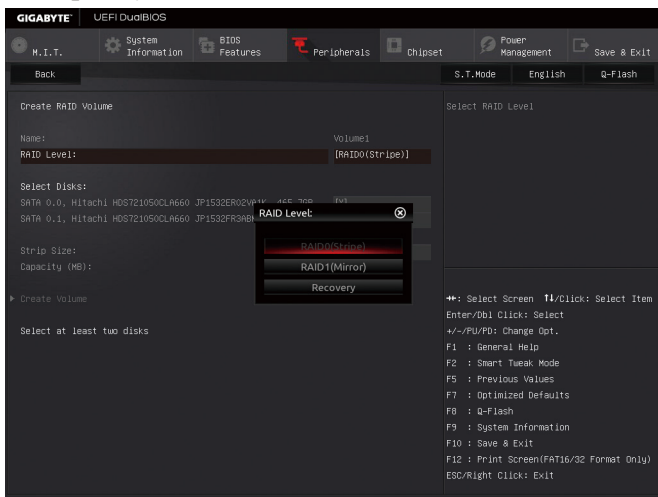 GIGABYTE™ UEFI DualBIOS
M.I.T.
System Information
BIOS Features
Peripherals
Chipset
Power Management
Save & Exit
Back
S.T.Mode English Q-Flash
Create RAID Volume
Select RAID Level
Name: Volume1
RAID Level: [RAID0(Stripe)]
Select Disks:
SATA 0.0, Hitachi HDS721050CLA660 JP1532ER02VA1K, 465.7GB [Y]
SATA 0.1, Hitachi HDS721050CLA660
Strip Size:
Capacity (MB):
Create Volume
Select at least two disks
RAID Level:
RAID0(Stripe)
RAID1(Mirror)
Recovery
: Select Screen ↑↓/Click: Select Item
Enter/Dbl Click: Select
+/-/PU/PD: Change Opt.
F1 : General Help
F2 : Smart Tweak Mode
F5 : Previous Values
F7 : Optimized Defaults
F8 : Q-Flash
F9 : System Information
F10 : Save & Exit
F12 : Print Screen(FAT16/32 Format Only)
ESC/Right Click: Exit